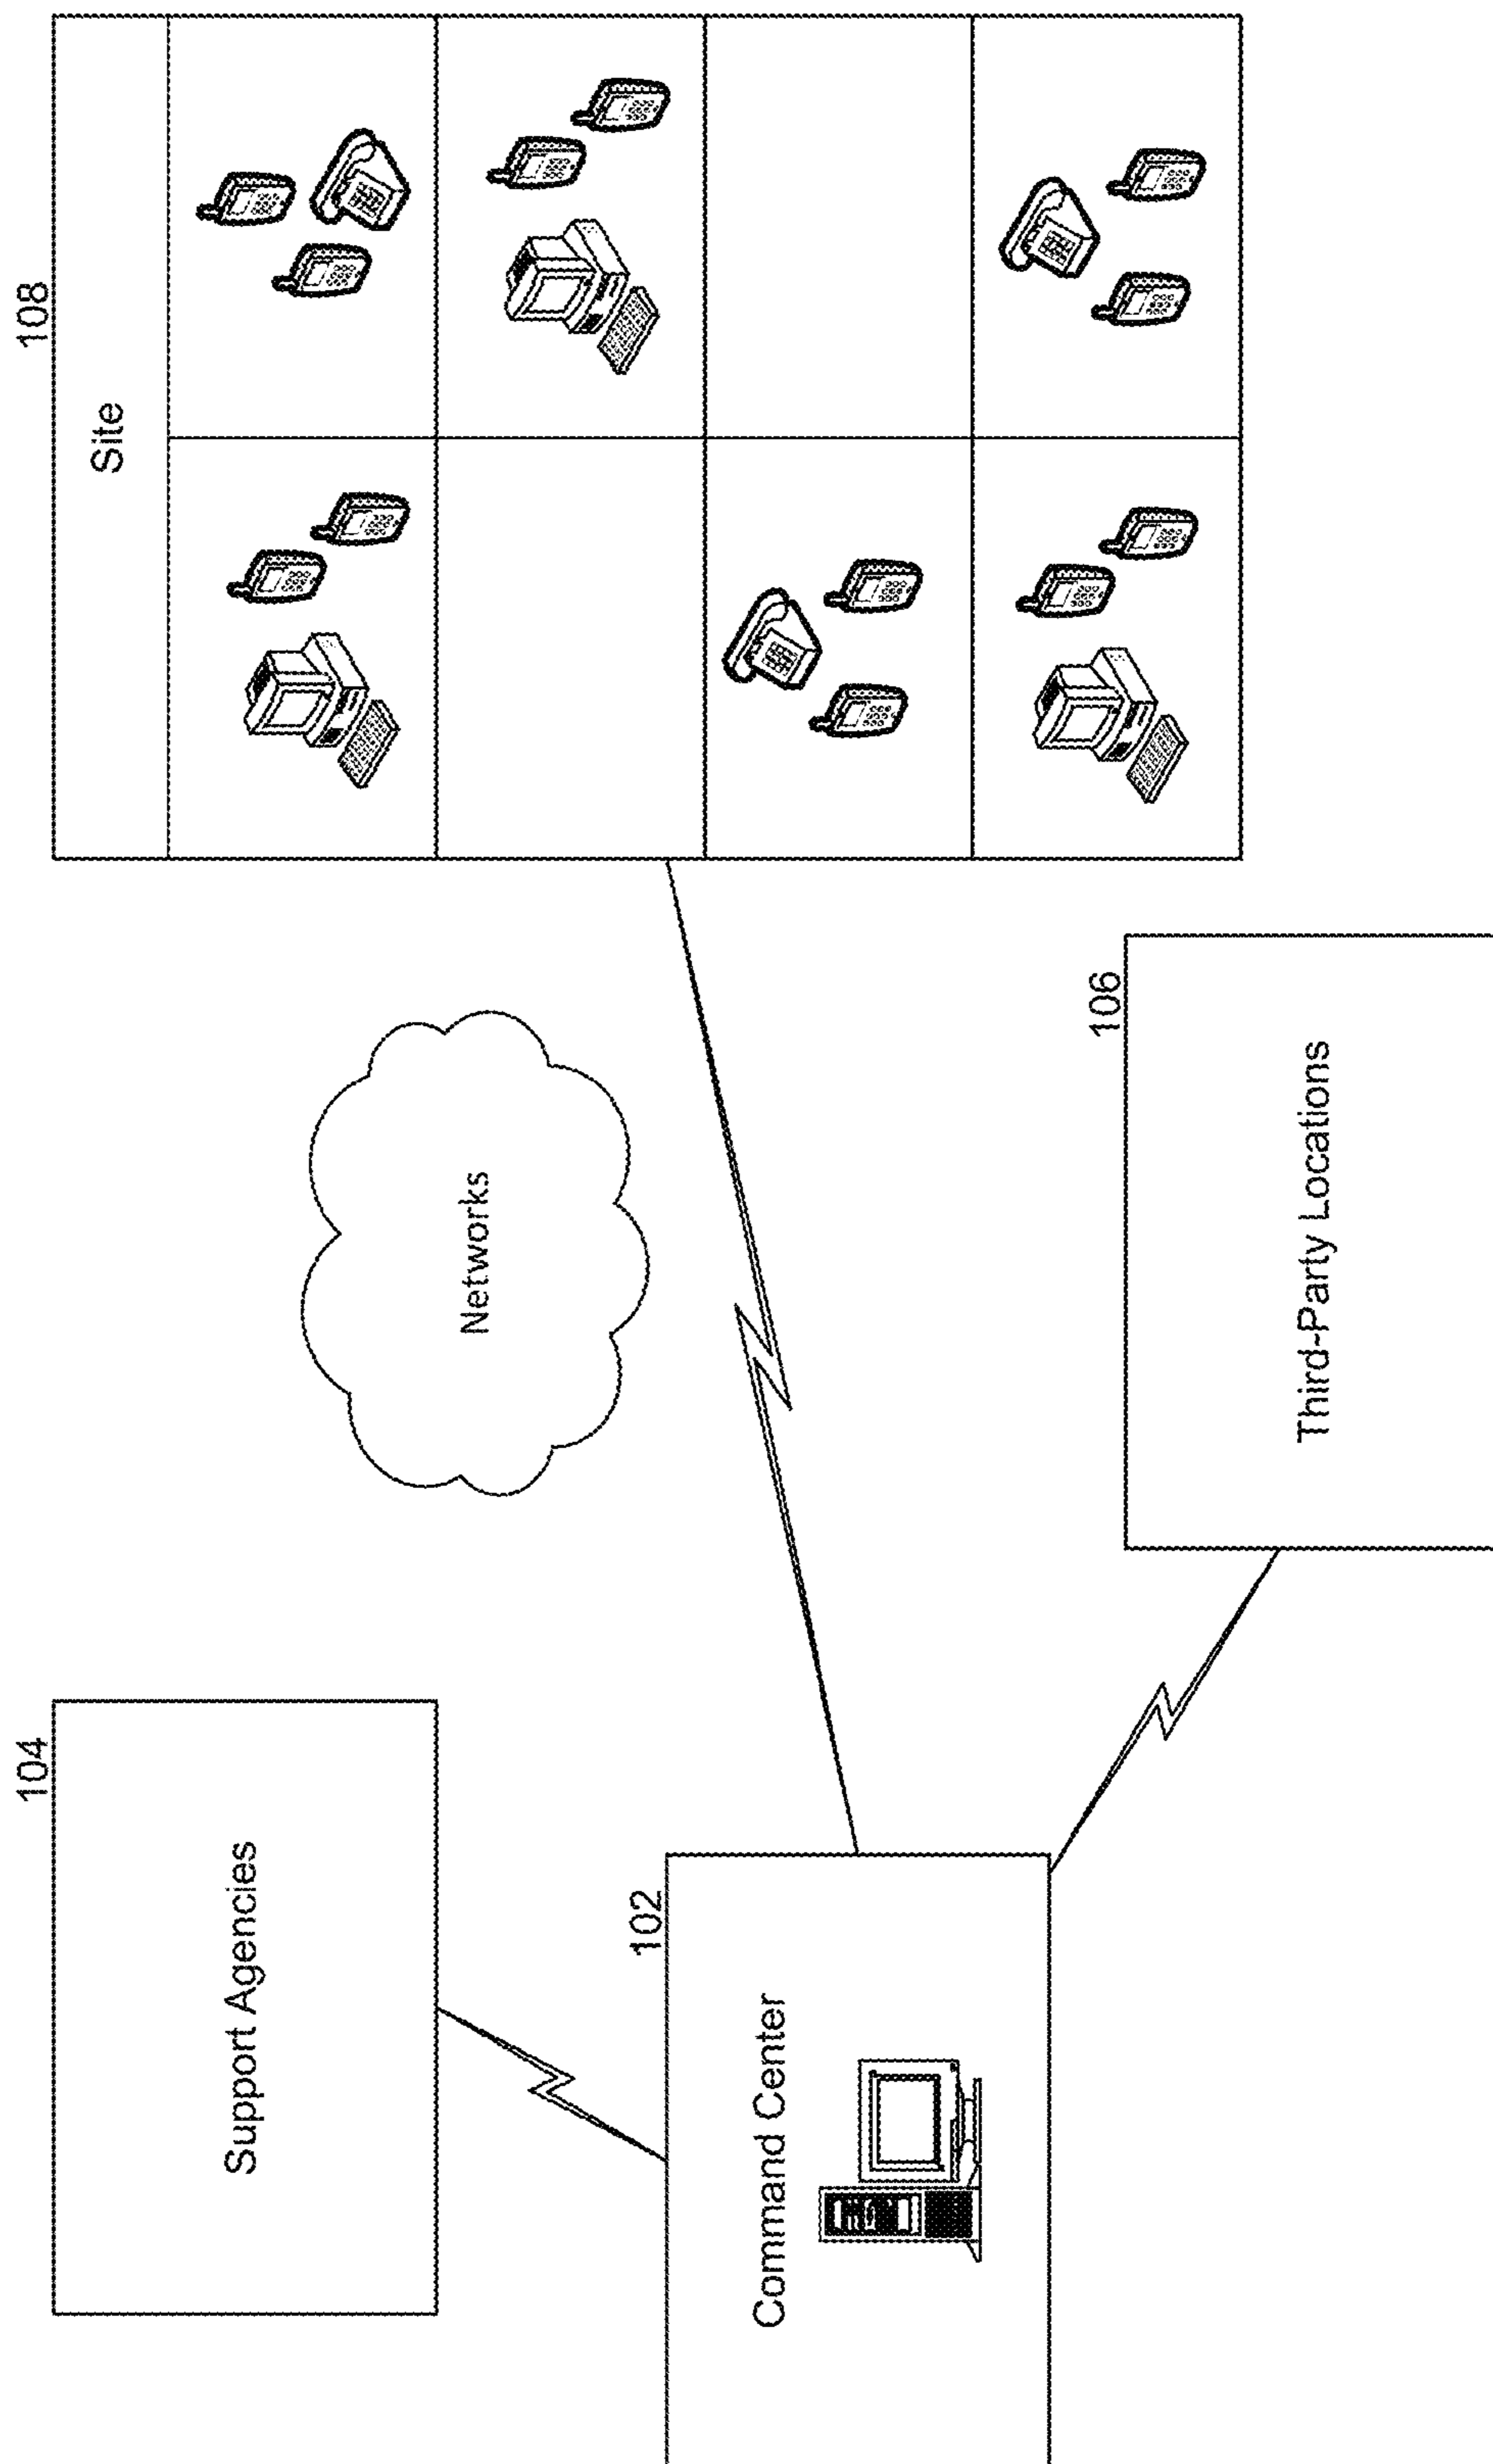 104
Support Agencies
108
Site
Networks
102
Command Center
106
Third-Party Locations